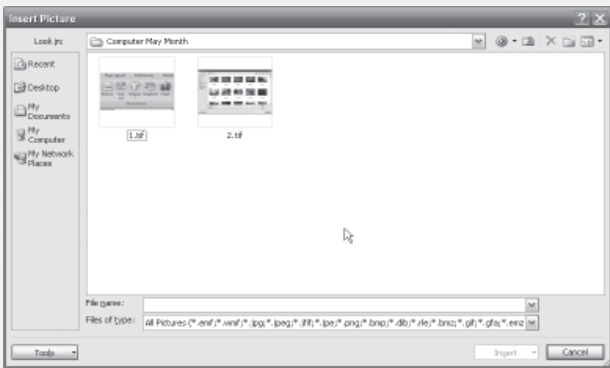 Insert Picture
Look in:
Computer May Month
Recent
Desktop
My Documents
My Computer
My Network Places
1.tif
2.tif
File name:
Files of type:
All Pictures (*.emf;*.wmf;*.jpg;*.jpeg;*.jfif;*.jpe;*.png;*.bmp;*.dib;*.rle;*.bmz;*.gif;*.gfa;*.emz
Tools
Insert
Cancel